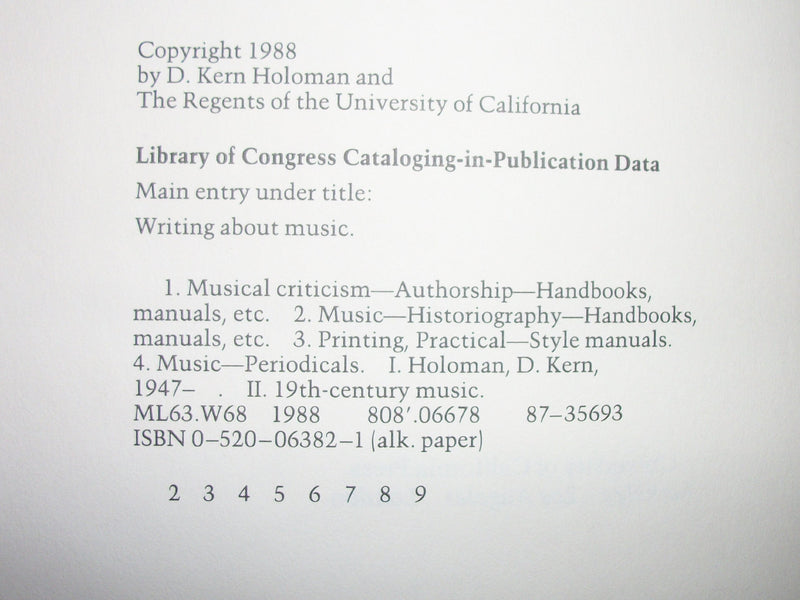 Copyright 1988
by D. Kern Holoman and
The Regents of the University of California
Library of Congress Cataloging-in-Publication Data
Main entry under title:
Writing about music.
1. Musical criticism—Authorship—Handbooks,
manuals, etc. 2. Music—Historiography—Handbooks,
manuals, etc. 3. Printing, Practical—Style manuals.
4. Music—Periodicals. I. Holoman, D. Kern,
1947– . II. 19th-century music.
ML63.W68 1988 808′.06678 87–35693
ISBN 0–520–06382–1 (alk. paper)
2 3 4 5 6 7 8 9